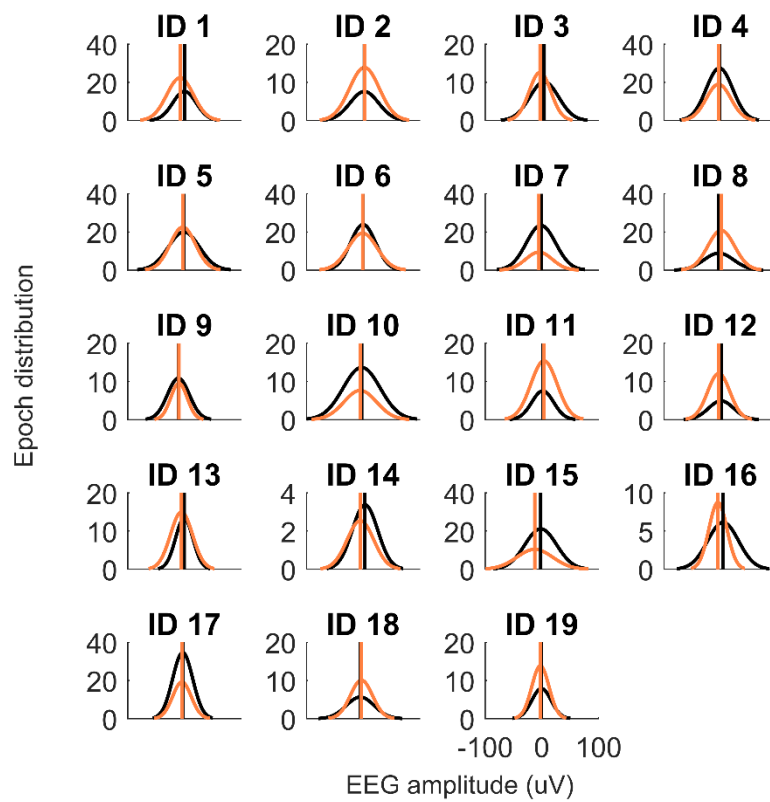 ID 1 ID 2 ID 3 ID 4
40 20 40 40
20 10 20 20
0 0 0 0
ID 5 ID 6 ID 7 ID 8
40 40 40 40
20 20 20 20
0 0 0 0
Epoch distribution
ID 9 ID 10 ID 11 ID 12
20 20 20 20
10 10 10 10
0 0 0 0
ID 13 ID 14 ID 15 ID 16
20 4 40 10
10 2 20 5
0 0 0 0
ID 17 ID 18 ID 19
40 20 20
20 10 10
0 0 0
-100 0 100
EEG amplitude (uV)